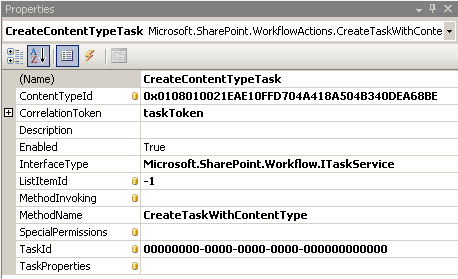 Properties
CreateContentTypeTask Microsoft.SharePoint.WorkflowActions.CreateTaskWithConte
(Name) CreateContentTypeTask
ContentTypeId 0x0108010021EAE10FFD704A418A504B340DEA68BE
CorrelationToken taskToken
Description
Enabled True
InterfaceType Microsoft.SharePoint.Workflow.ITaskService
ListItemId -1
MethodInvoking
MethodName CreateTaskWithContentType
SpecialPermissions
TaskId 00000000-0000-0000-0000-000000000000
TaskProperties